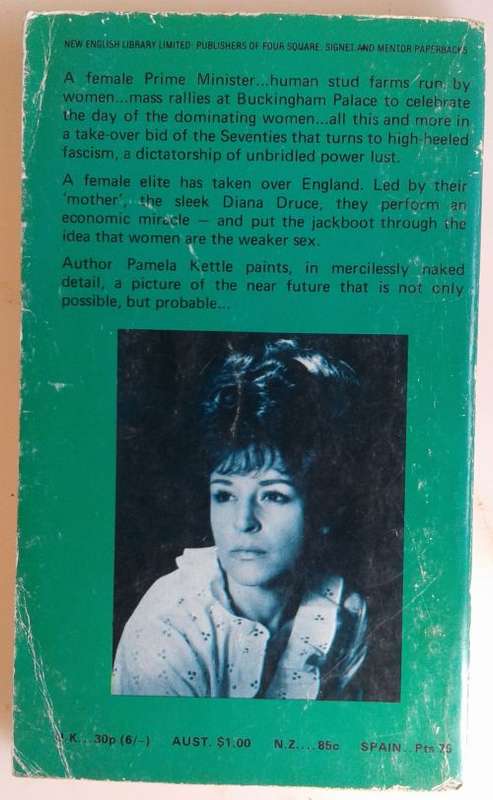 NEW ENGLISH LIBRARY LIMITED: PUBLISHERS OF FOUR SQUARE, SIGNET AND MENTOR PAPERBACKS
A female Prime Minister...human stud farms run by
women...mass rallies at Buckingham Palace to celebrate
the day of the dominating women...all this and more in
a take-over bid of the Seventies that turns to high-heeled
fascism, a dictatorship of unbridled power lust.
A female elite has taken over England. Led by their
'mother', the sleek Diana Druce, they perform an
economic miracle — and put the jackboot through the
idea that women are the weaker sex.
Author Pamela Kettle paints, in mercilessly naked
detail, a picture of the near future that is not only
possible, but probable...
U.K....30p (6/–) AUST. $1.00 N.Z....85c SPAIN..Pts 75